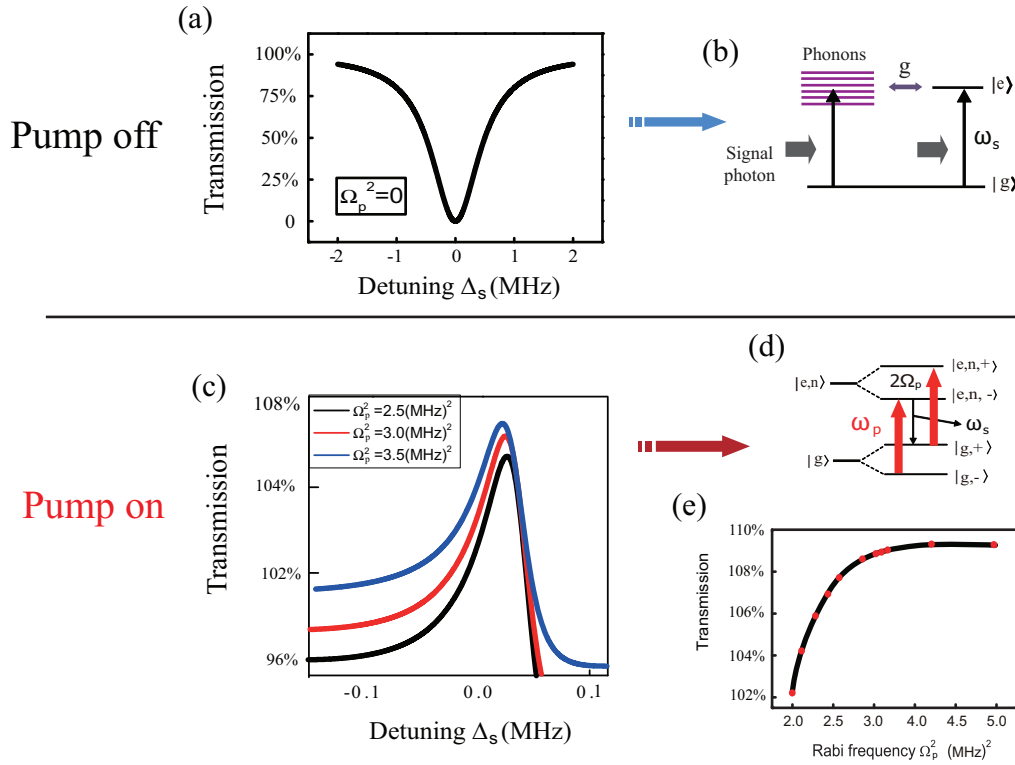 (a)
Transmission
100%
75%
50%
25%
0
Ωp²=0
-2 -1 0 1 2
Detuning Δs(MHz)
Pump off
(b)
Phonons
g
|e⟩
ωs
Signal
photon
|g⟩
Pump on
(c)
Transmission
108%
104%
102%
96%
Ωp²=2.5(MHz)²
Ωp²=3.0(MHz)²
Ωp²=3.5(MHz)²
-0.1 0.0 0.1
Detuning Δs(MHz)
(d)
|e,n⟩
|e,n,+⟩
2Ωp
|e,n,-⟩
ωp
ωs
|g⟩
|g,+⟩
|g,-⟩
(e)
Transmission
110%
108%
106%
104%
102%
2.0 2.5 3.0 3.5 4.0 4.5 5.0
Rabi frequency Ωp² (MHz)²